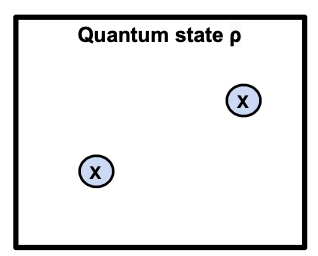 Quantum state ρ
x
x